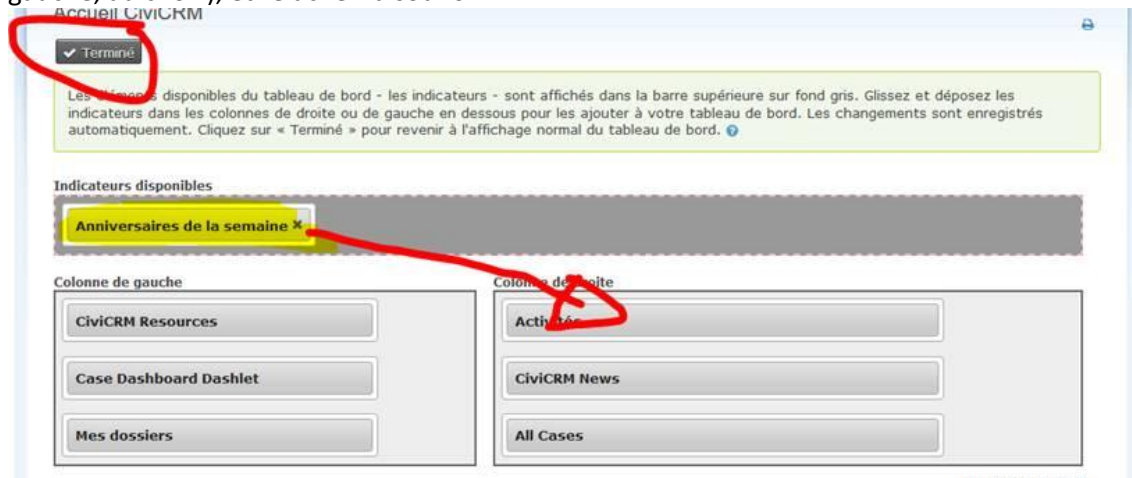 Accueil CiviCRM
✔ Terminé
Les éléments disponibles du tableau de bord - les indicateurs - sont affichés dans la barre supérieure sur fond gris. Glissez et déposez les
indicateurs dans les colonnes de droite ou de gauche en dessous pour les ajouter à votre tableau de bord. Les changements sont enregistrés
automatiquement. Cliquez sur « Terminé » pour revenir à l'affichage normal du tableau de bord.
Indicateurs disponibles
Anniversaires de la semaine ×
Colonne de gauche
Colonne de droite
CiviCRM Resources
Activités
Case Dashboard Dashlet
CiviCRM News
Mes dossiers
All Cases